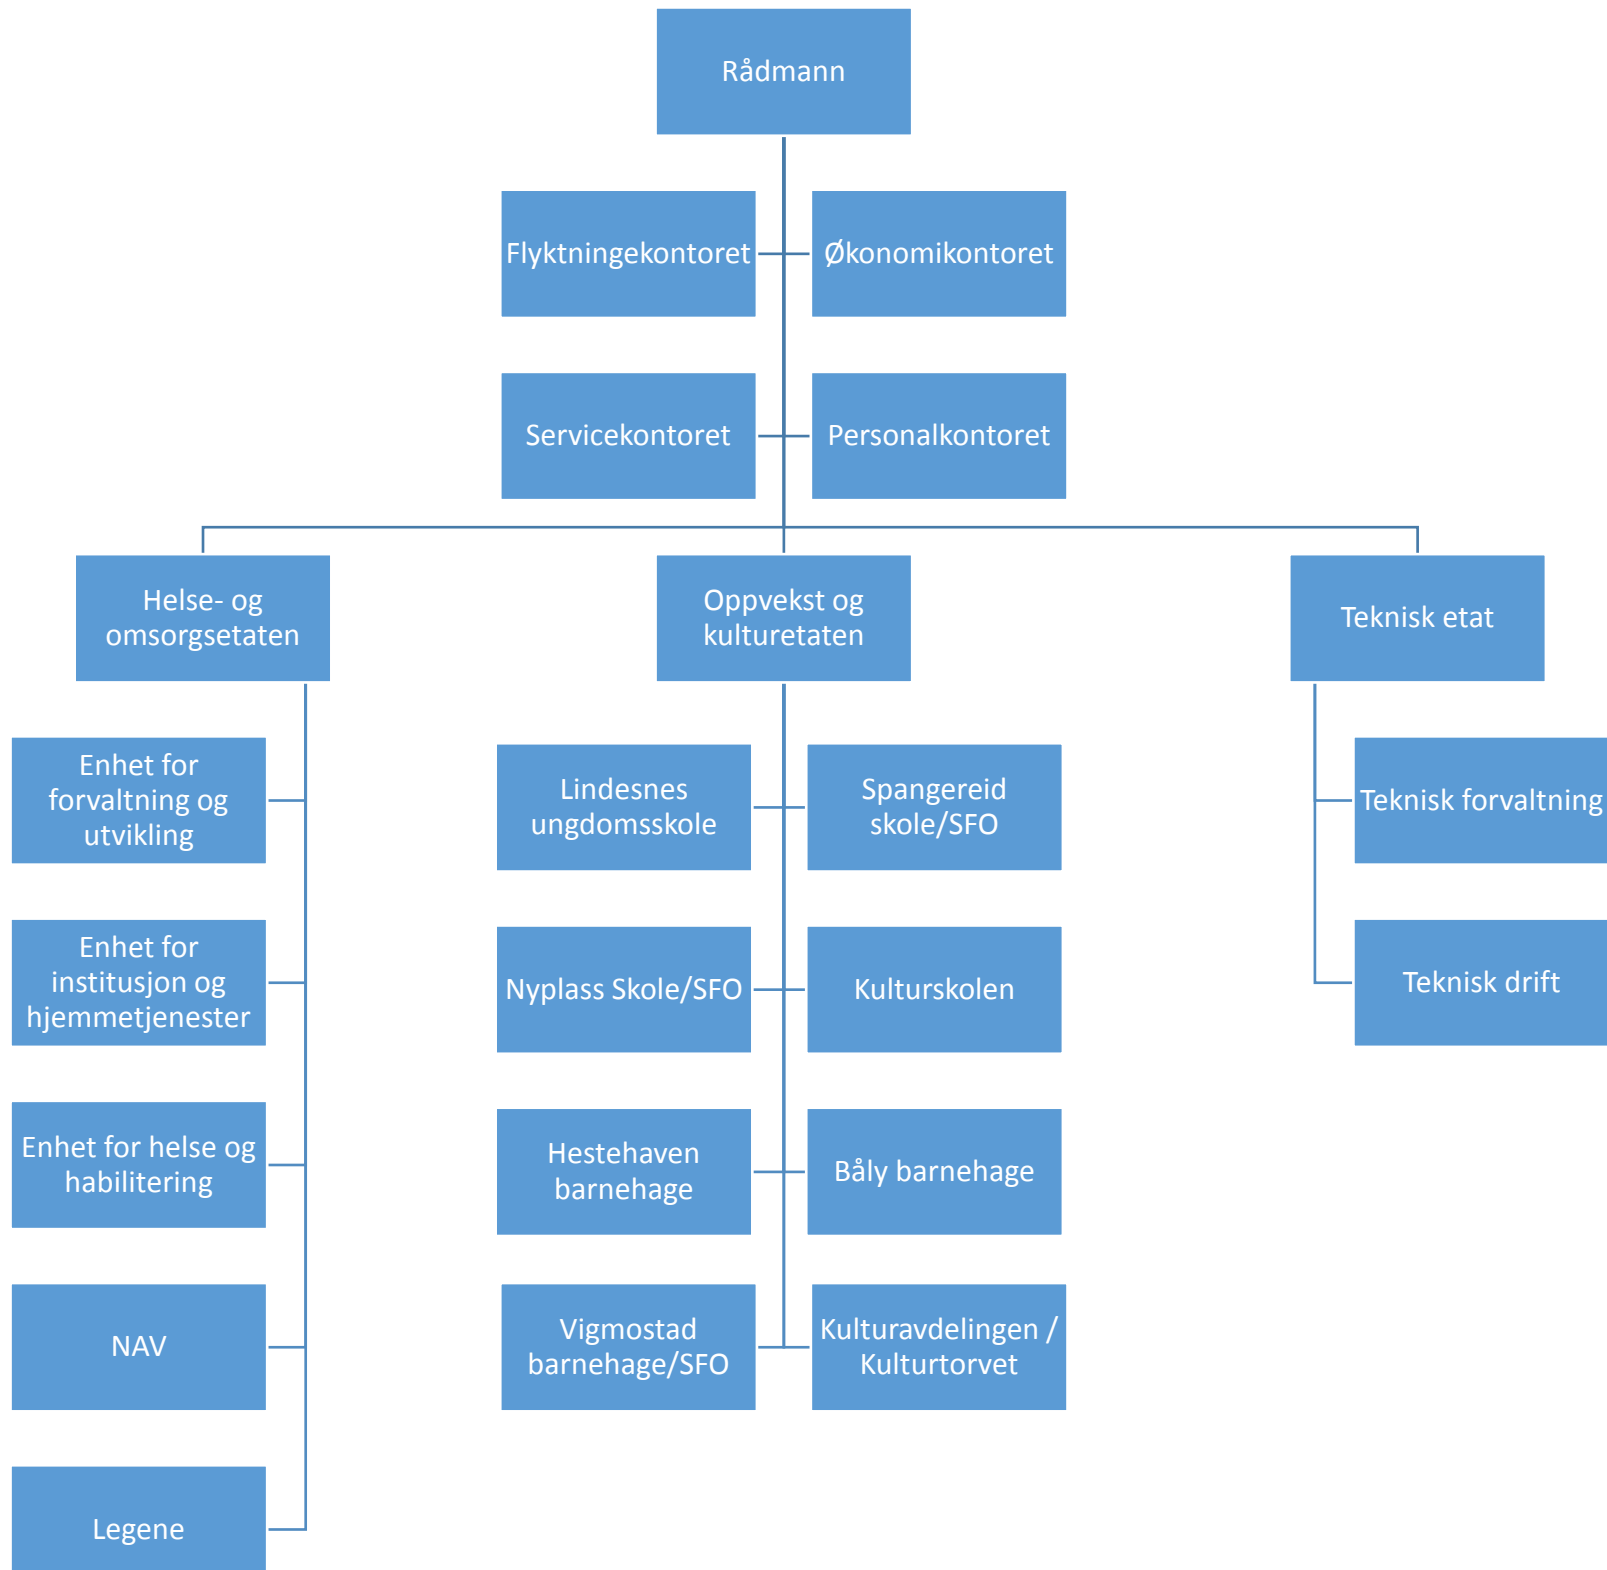 Rådmann
Flyktningekontoret
Økonomikontoret
Servicekontoret
Personalkontoret
Helse- og
omsorgsetaten
Oppvekst og
kulturetaten
Teknisk etat
Enhet for
forvaltning og
utvikling
Enhet for
institusjon og
hjemmetjenester
Enhet for helse og
habilitering
NAV
Legene
Lindesnes
ungdomsskole
Spangereid
skole/SFO
Nyplass Skole/SFO
Kulturskolen
Hestehaven
barnehage
Båly barnehage
Vigmostad
barnehage/SFO
Kulturavdelingen /
Kulturtorvet
Teknisk forvaltning
Teknisk drift